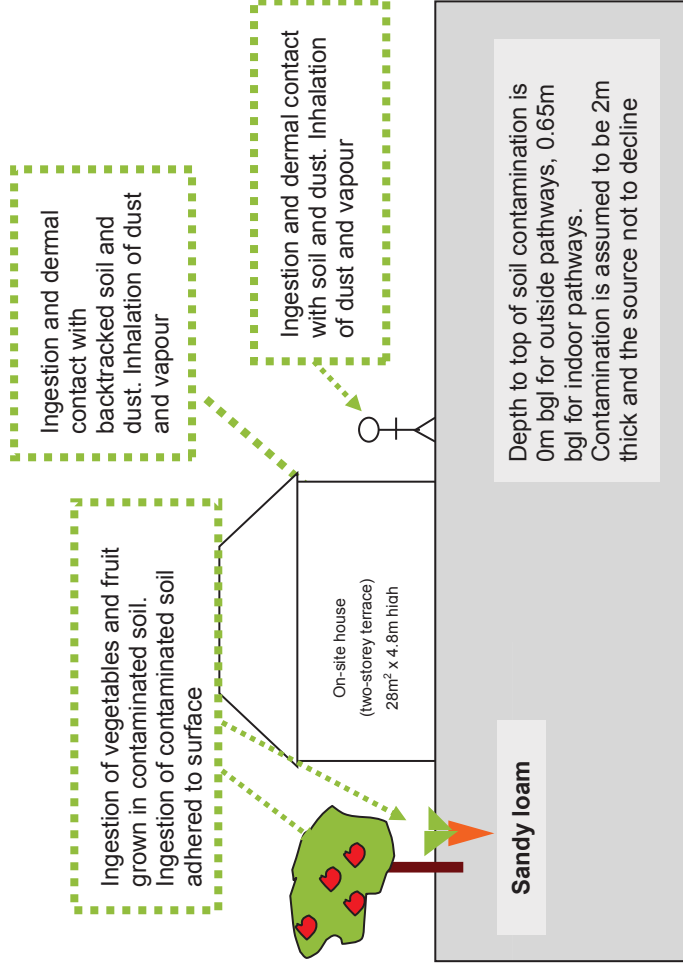 Ingestion of vegetables and fruit
grown in contaminated soil.
Ingestion of contaminated soil
adhered to surface
Ingestion and dermal
contact with
backtracked soil and
dust. Inhalation of dust
and vapour
Ingestion and dermal contact
with soil and dust. Inhalation
of dust and vapour
On-site house
(two-storey terrace)
28m² x 4.8m high
Sandy loam
Depth to top of soil contamination is
0m bgl for outside pathways, 0.65m
bgl for indoor pathways.
Contamination is assumed to be 2m
thick and the source not to decline